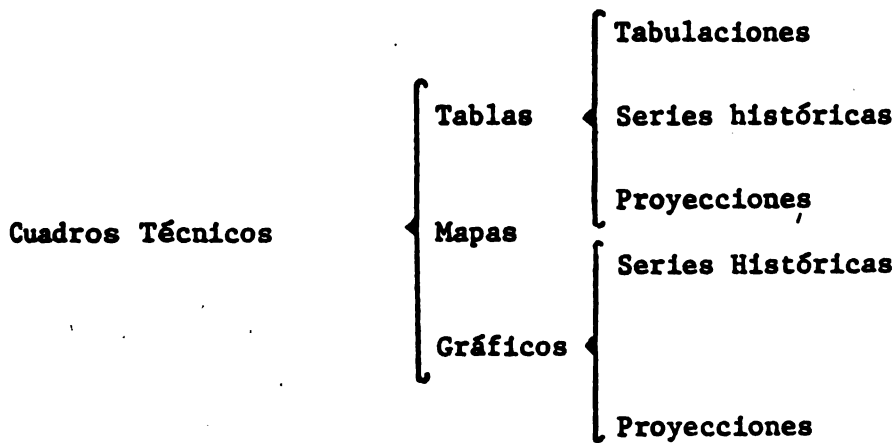 Cuadros Técnicos
Tablas
Tabulaciones
Series históricas
Proyecciones
Mapas
Gráficos
Series Históricas
Proyecciones